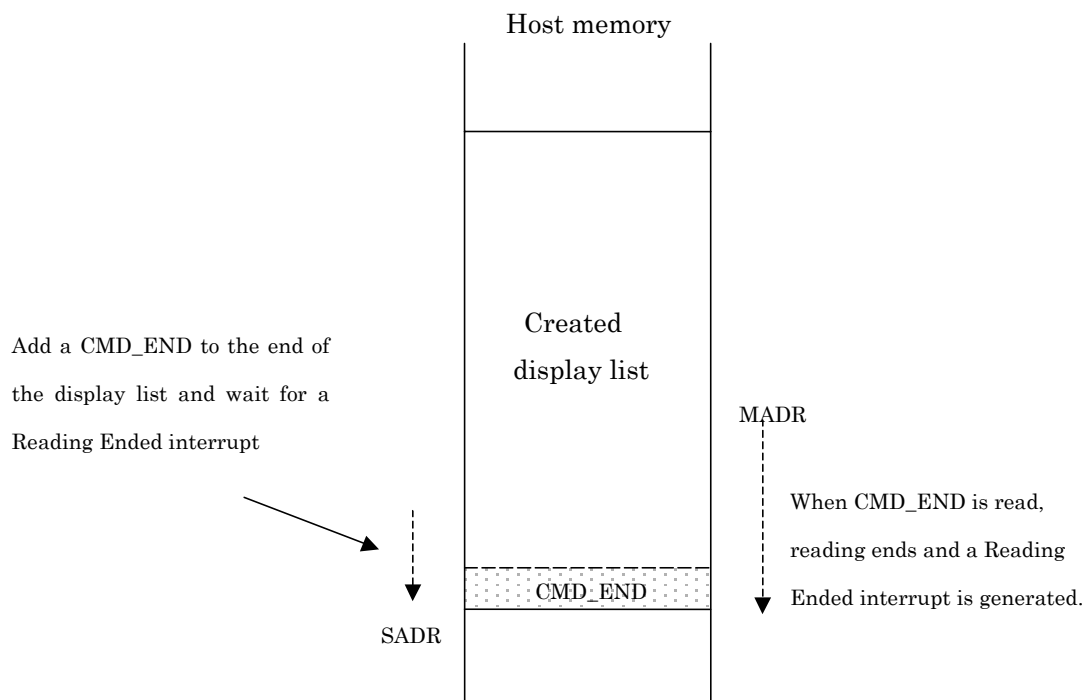 Host memory
Created
display list
Add a CMD_END to the end of
the display list and wait for a
Reading Ended interrupt
MADR
When CMD_END is read,
reading ends and a Reading
Ended interrupt is generated.
CMD_END
SADR